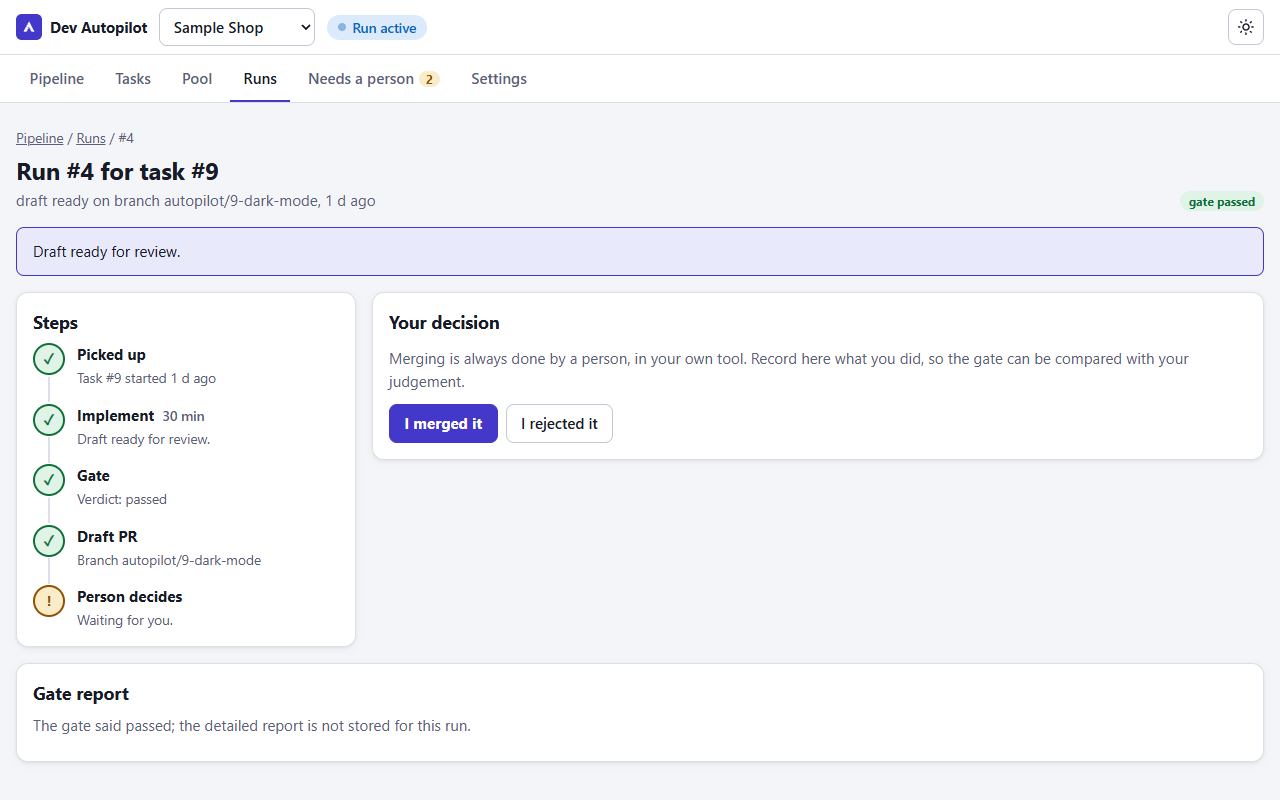 Dev Autopilot
Sample Shop
Run active
Pipeline
Tasks
Pool
Runs
Needs a person 2
Settings
Pipeline / Runs / #4
Run #4 for task #9
draft ready on branch autopilot/9-dark-mode, 1 d ago
gate passed
Draft ready for review.
Steps
Picked up
Task #9 started 1 d ago
Implement 30 min
Draft ready for review.
Gate
Verdict: passed
Draft PR
Branch autopilot/9-dark-mode
!
Person decides
Waiting for you.
Your decision
Merging is always done by a person, in your own tool. Record here what you did, so the gate can be compared with your
judgement.
I merged it
I rejected it
Gate report
The gate said passed; the detailed report is not stored for this run.